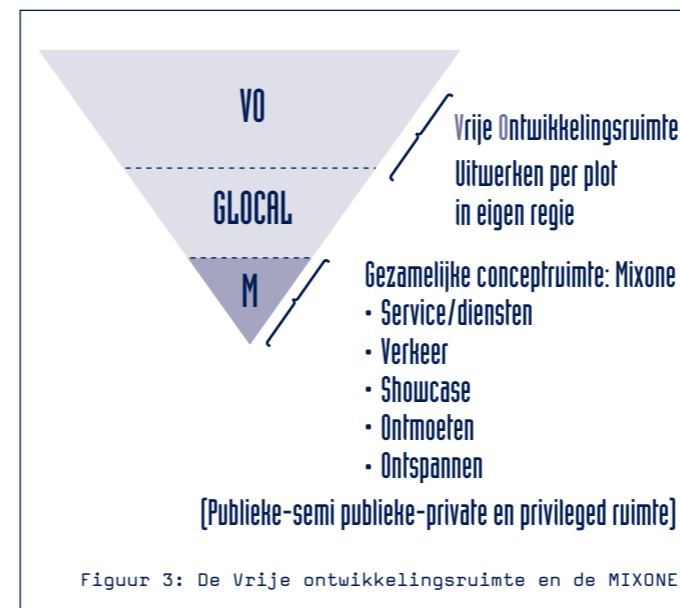 VO
Vrije Ontwikkelingsruimte
Uitwerken per plot
in eigen regie
GLOCAL
M
Gezamelijke conceptruimte: Mixone
• Service/diensten
• Verkeer
• Showcase
• Ontmoeten
• Ontspannen
(Publieke-semi publieke-private en privileged ruimte)
Figuur 3: De Vrije ontwikkelingsruimte en de MIXONE